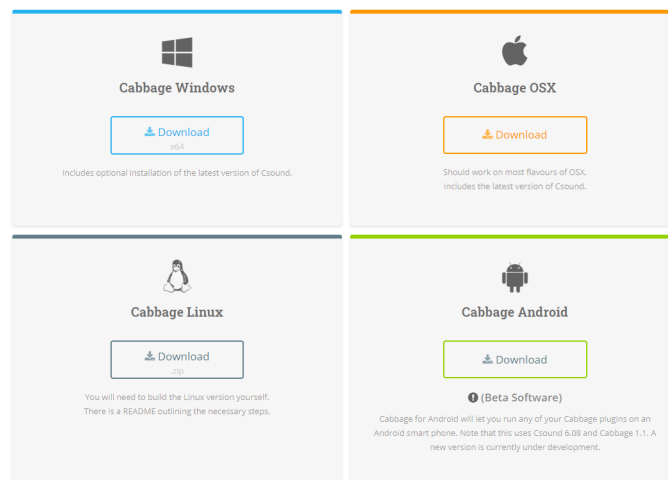 Cabbage Windows
Download
x64
Includes optional installation of the latest version of Csound.
Cabbage OSX
Download
Should work on most flavours of OSX.
Includes the latest version of Csound.
Cabbage Linux
Download
.zip
You will need to build the Linux version yourself.
There is a README outlining the necessary steps.
Cabbage Android
Download
(Beta Software)
Cabbage for Android will let you run any of your Cabbage plugins on an
Android smart phone. Note that this uses Csound 6.08 and Cabbage 1.1. A
new version is currently under development.